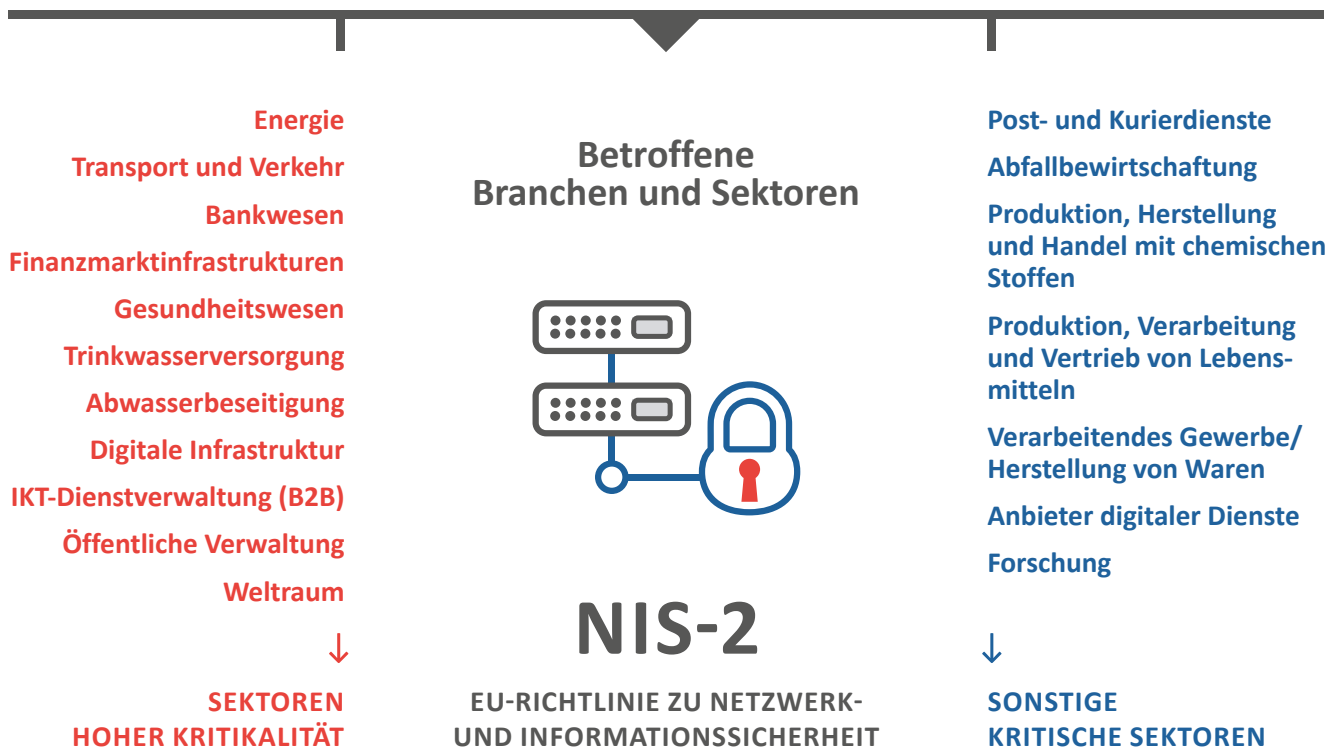 Energie
Transport und Verkehr
Bankwesen
Finanzmarktinfrastrukturen
Gesundheitswesen
Trinkwasserversorgung
Abwasserbeseitigung
Digitale Infrastruktur
IKT-Dienstverwaltung (B2B)
Öffentliche Verwaltung
Weltraum
↓
SEKTOREN
HOHER KRITIKALITÄT
Betroffene
Branchen und Sektoren
NIS-2
EU-RICHTLINIE ZU NETZWERK-
UND INFORMATIONSSICHERHEIT
Post- und Kurierdienste
Abfallbewirtschaftung
Produktion, Herstellung
und Handel mit chemischen
Stoffen
Produktion, Verarbeitung
und Vertrieb von Lebens-
mitteln
Verarbeitendes Gewerbe/
Herstellung von Waren
Anbieter digitaler Dienste
Forschung
↓
SONSTIGE
KRITISCHE SEKTOREN